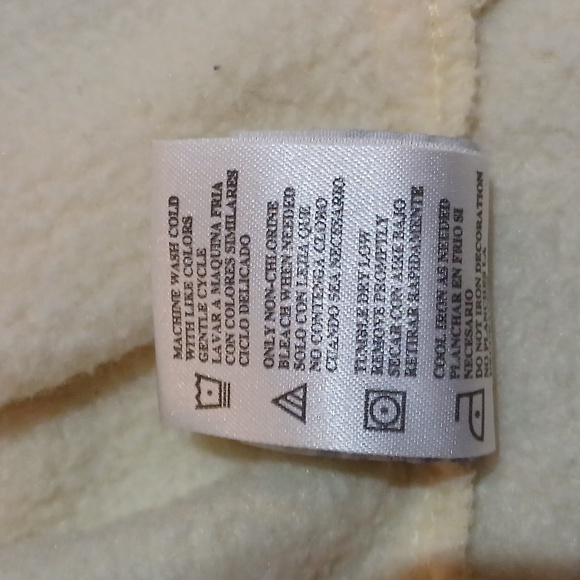 MACHINE WASH COLD
WITH LIKE COLORS
GENTLE CYCLE
LAVAR A MAQUINA FRIA
CON COLORES SIMILARES
CICLO DELICADO
ONLY NON-CHLORINE
BLEACH WHEN NEEDED
SOLO CON LEJIA QUE
NO CONTENGA CLORO
CUANDO SEA NECESARIO
TUMBLE DRY LOW
REMOVE PROMPTLY
SECAR CON AIRE BAJO
RETIRAR RAPIDAMENTE
COOL IRON AS NEEDED
PLANCHAR EN FRIO SI
NECESARIO
DO NOT IRON DECORATION
NO